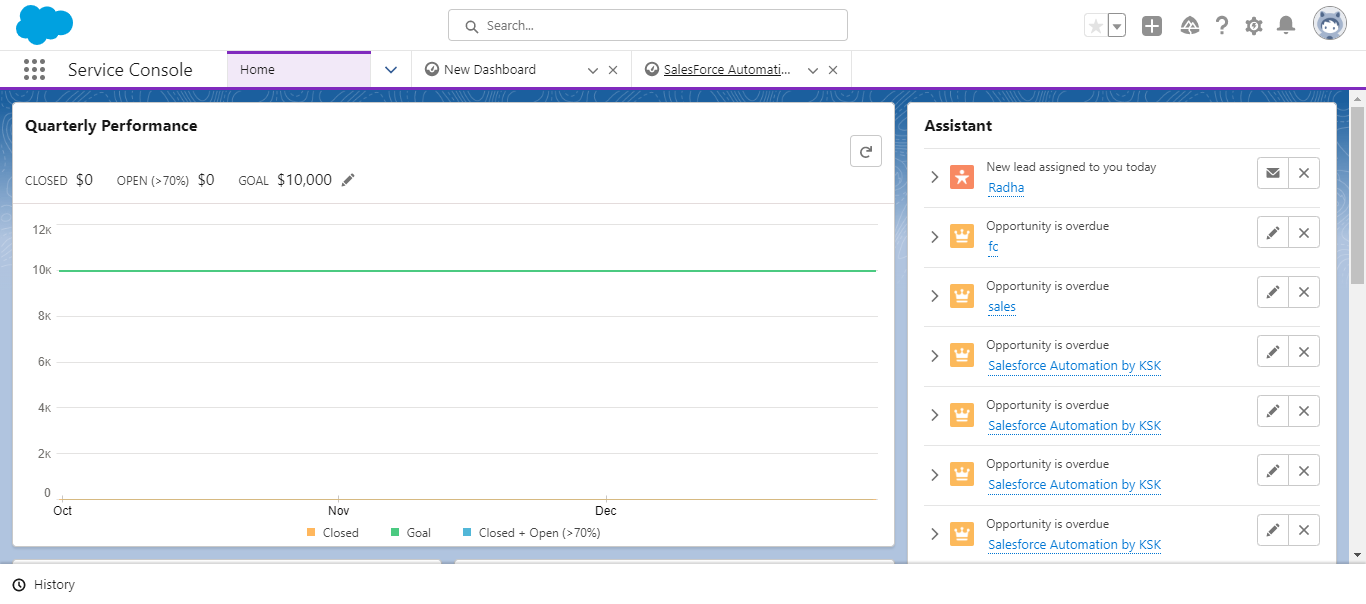 Search...
Service Console
Home
New Dashboard
SalesForce Automati...
Quarterly Performance
CLOSED $0 OPEN (>70%) $0 GOAL $10,000
12K
10K
8K
6K
4K
2K
0
Oct Nov Dec
Closed Goal Closed + Open (>70%)
Assistant
New lead assigned to you today
Radha
Opportunity is overdue
fc
Opportunity is overdue
sales
Opportunity is overdue
Salesforce Automation by KSK
Opportunity is overdue
Salesforce Automation by KSK
Opportunity is overdue
Salesforce Automation by KSK
Opportunity is overdue
Salesforce Automation by KSK
History